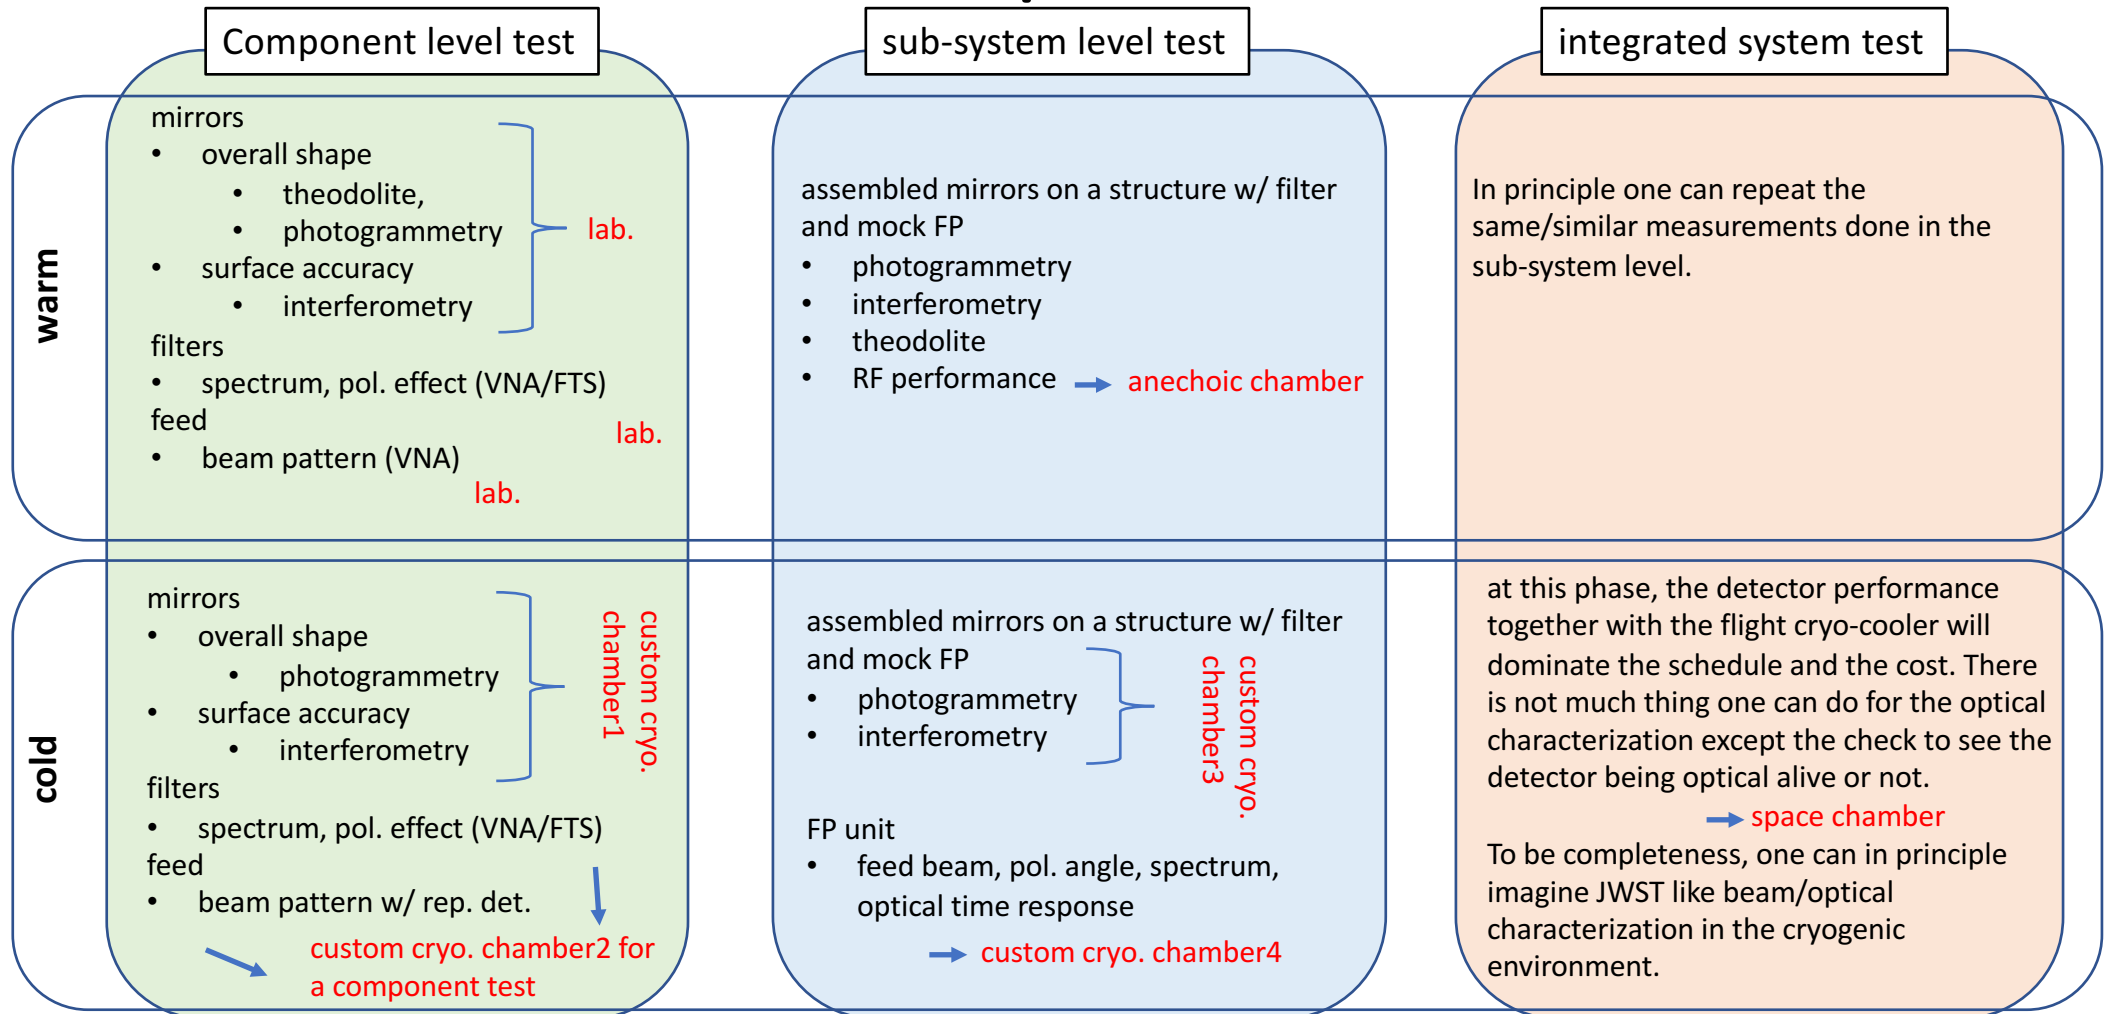 Component level test
sub-system level test
integrated system test
warm
mirrors
• overall shape
• theodolite,
• photogrammetry
lab.
• surface accuracy
• interferometry
filters
• spectrum, pol. effect (VNA/FTS)
feed
lab.
• beam pattern (VNA)
lab.
assembled mirrors on a structure w/ filter
and mock FP
• photogrammetry
• interferometry
• theodolite
• RF performance
anechoic chamber
In principle one can repeat the
same/similar measurements done in the
sub-system level.
cold
mirrors
• overall shape
• photogrammetry
• surface accuracy
• interferometry
custom cryo.
chamber1
filters
• spectrum, pol. effect (VNA/FTS)
feed
• beam pattern w/ rep. det.
custom cryo. chamber2 for
a component test
assembled mirrors on a structure w/ filter
and mock FP
• photogrammetry
• interferometry
custom cryo.
chamber3
FP unit
• feed beam, pol. angle, spectrum,
optical time response
custom cryo. chamber4
at this phase, the detector performance
together with the flight cryo-cooler will
dominate the schedule and the cost. There
is not much thing one can do for the optical
characterization except the check to see the
detector being optical alive or not.
space chamber
To be completeness, one can in principle
imagine JWST like beam/optical
characterization in the cryogenic
environment.